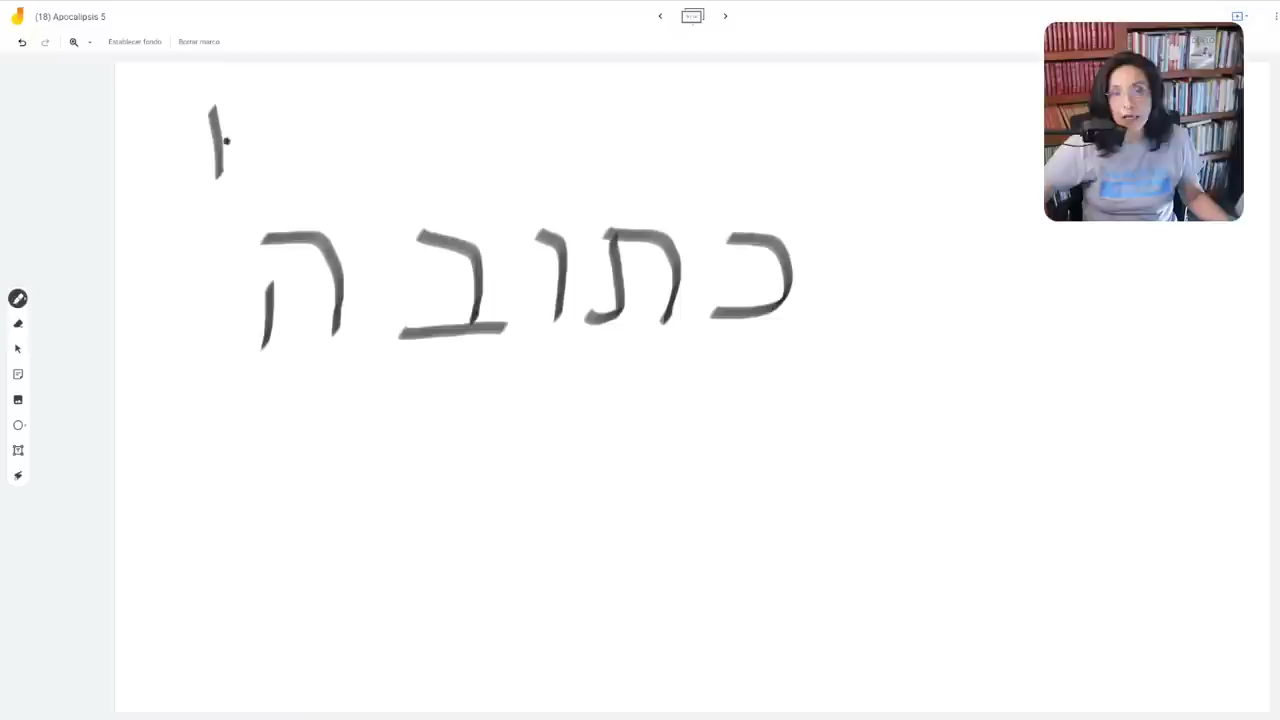 (18) Apocalipsis 5
Establecer fondo
Borrar marco
כתובה